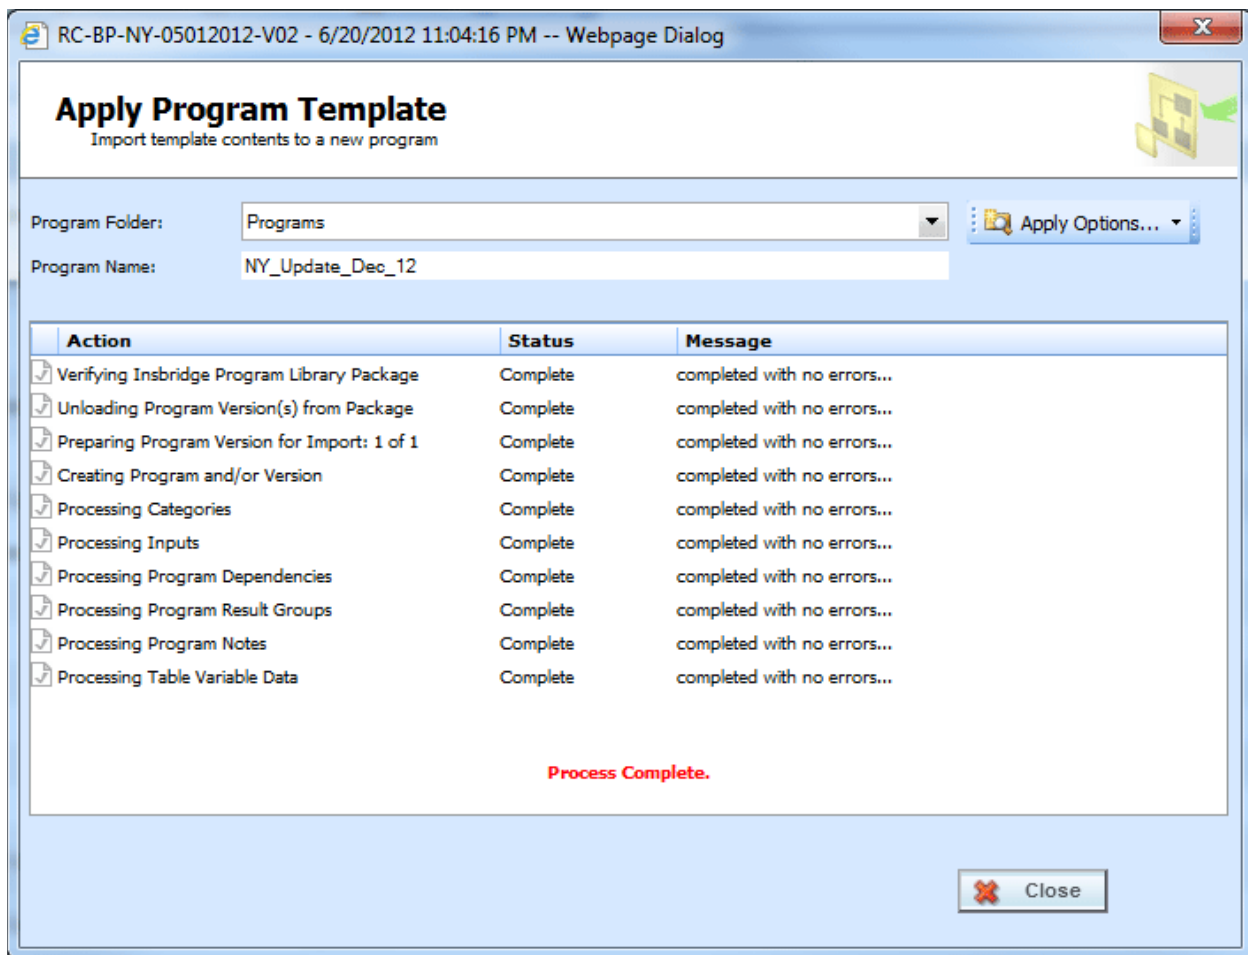 RC-BP-NY-05012012-V02 - 6/20/2012 11:04:16 PM -- Webpage Dialog
Apply Program Template
Import template contents to a new program
Program Folder: Programs Apply Options...
Program Name: NY_Update_Dec_12
Action Status Message
Verifying Insbridge Program Library Package Complete completed with no errors...
Unloading Program Version(s) from Package Complete completed with no errors...
Preparing Program Version for Import: 1 of 1 Complete completed with no errors...
Creating Program and/or Version Complete completed with no errors...
Processing Categories Complete completed with no errors...
Processing Inputs Complete completed with no errors...
Processing Program Dependencies Complete completed with no errors...
Processing Program Result Groups Complete completed with no errors...
Processing Program Notes Complete completed with no errors...
Processing Table Variable Data Complete completed with no errors...
Process Complete.
Close